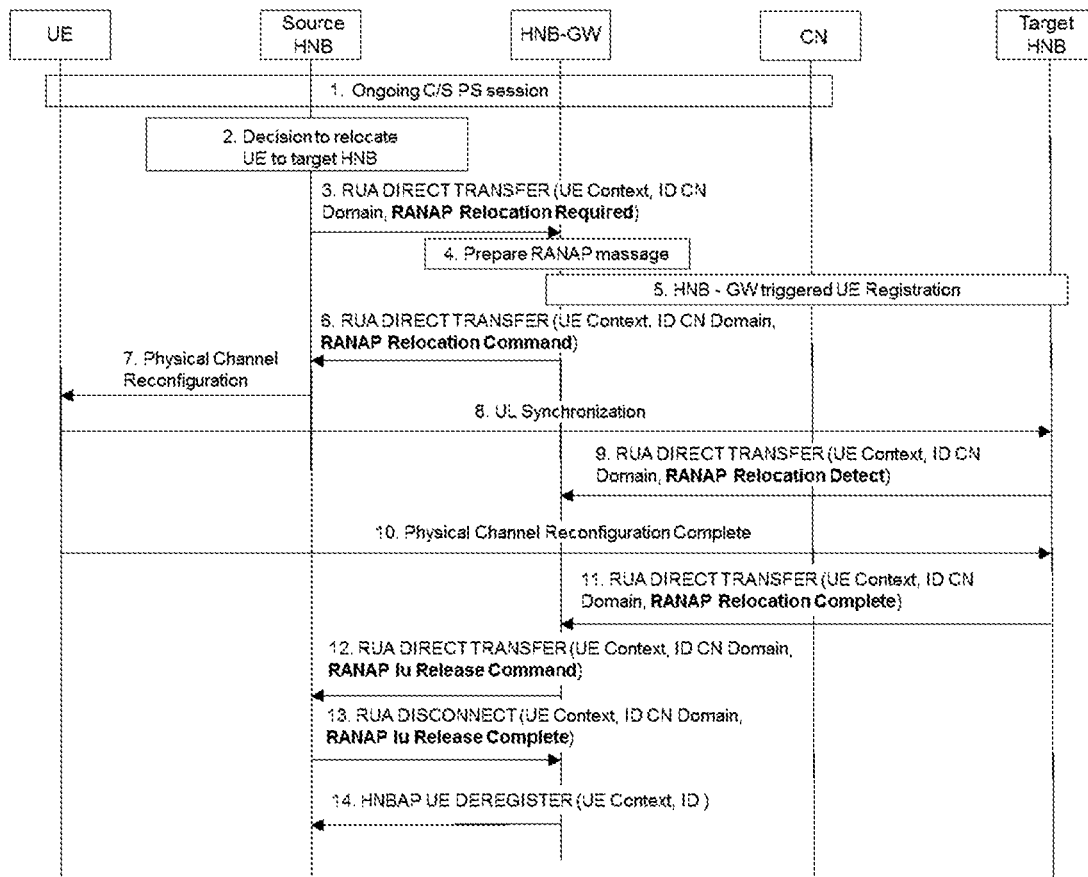 UE
Source
HNB
HNB-GW
CN
Target
HNB
1. Ongoing C/S PS session
2. Decision to relocate
UE to target HNB
3. RUA DIRECT TRANSFER (UE Context, ID CN
Domain, RANAP Relocation Required)
4. Prepare RANAP massage
5. HNB - GW triggered UE Registration
6. RUA DIRECT TRANSFER (UE Context, ID CN Domain,
RANAP Relocation Command)
7. Physical Channel
Reconfiguration
8. UL Synchronization
9. RUA DIRECT TRANSFER (UE Context, ID CN
Domain, RANAP Relocation Detect)
10. Physical Channel Reconfiguration Complete
11. RUA DIRECT TRANSFER (UE Context, ID CN
Domain, RANAP Relocation Complete)
12. RUA DIRECT TRANSFER (UE Context, ID CN Domain,
RANAP Iu Release Command)
13. RUA DISCONNECT (UE Context, ID CN Domain,
RANAP Iu Release Complete)
14. HNBAP UE DEREGISTER (UE Context, ID )